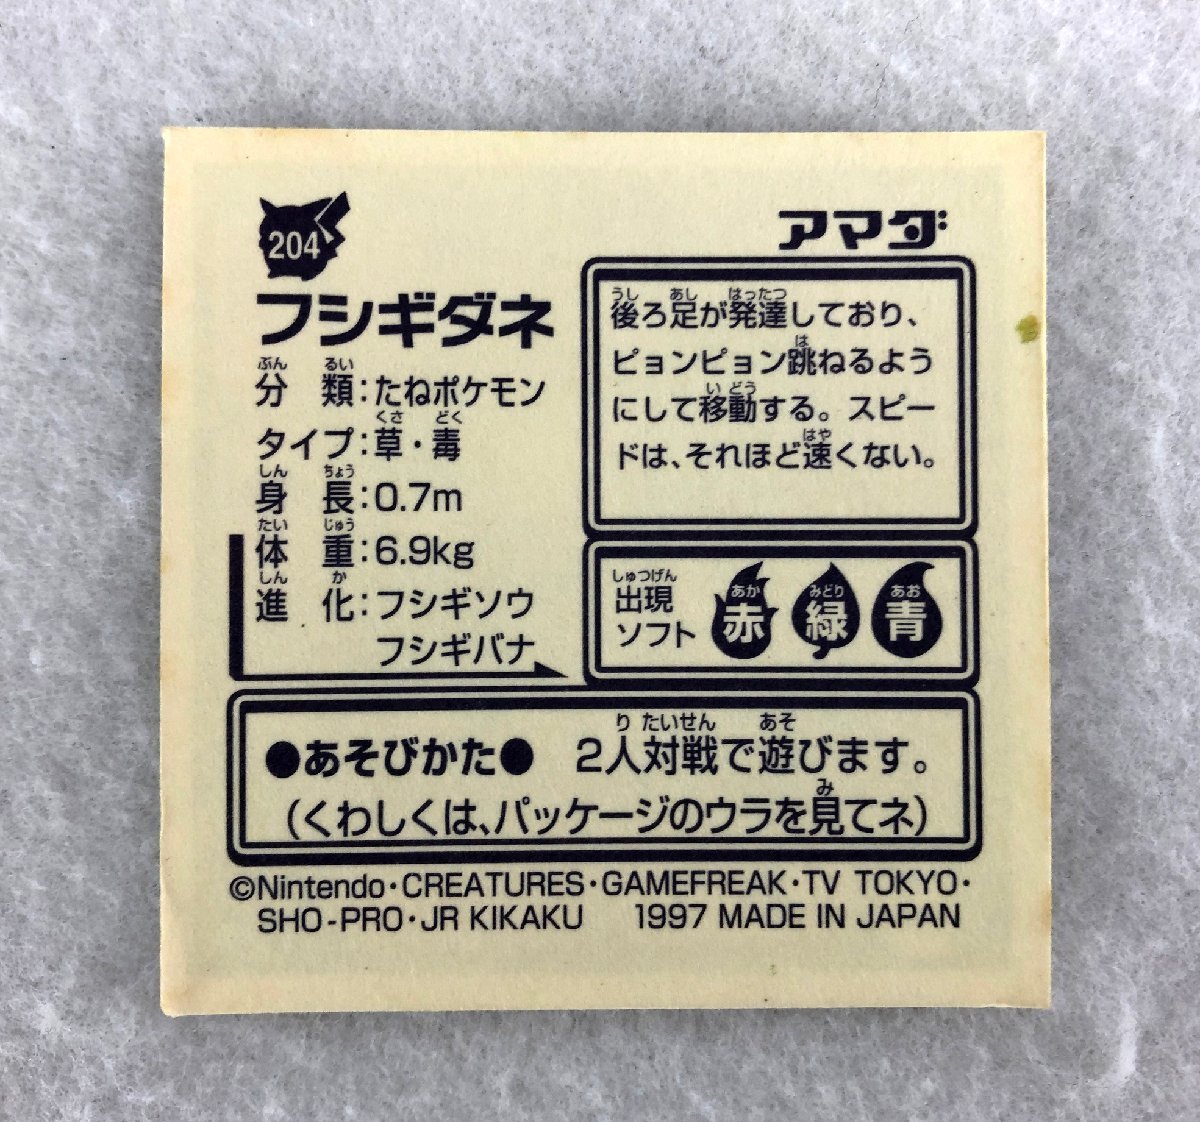 204
アマダ
フシギダネ
分類:たねポケモン
タイプ:草・毒
身長:0.7m
体重:6.9kg
進化:フシギソウ
フシギバナ
後ろ足が発達しており、
ピョンピョン跳ねるよう
にして移動する。スピー
ドは、それほど速くない。
出現
ソフト
赤 緑 青
●あそびかた● 2人対戦で遊びます。
(くわしくは、パッケージのウラを見てネ)
©Nintendo・CREATURES・GAMEFREAK・TV TOKYO・
SHO-PRO・JR KIKAKU 1997 MADE IN JAPAN